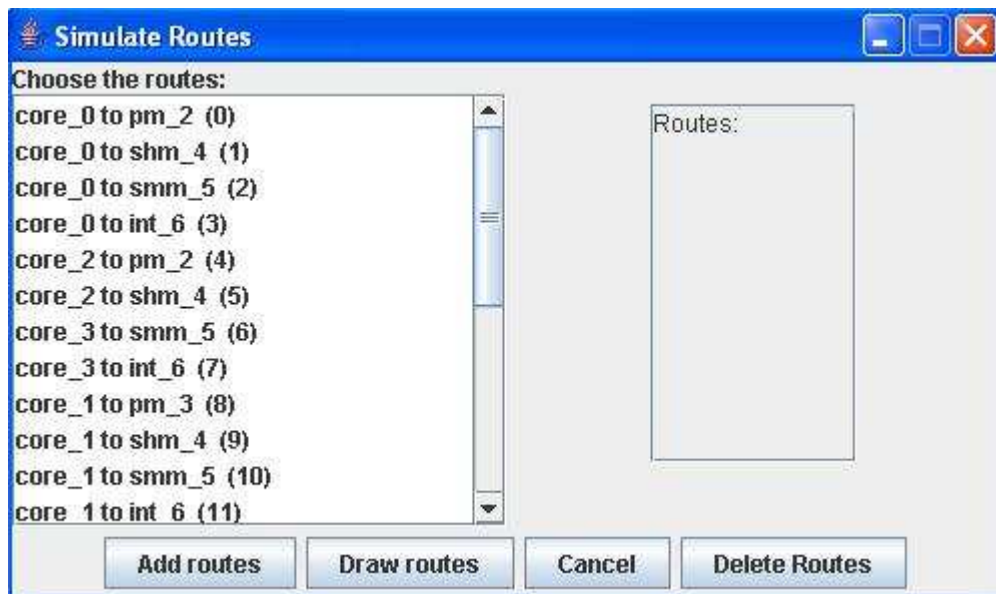 Simulate Routes
Choose the routes:
core_0 to pm_2 (0)
core_0 to shm_4 (1)
core_0 to smm_5 (2)
core_0 to int_6 (3)
core_2 to pm_2 (4)
core_2 to shm_4 (5)
core_3 to smm_5 (6)
core_3 to int_6 (7)
core_1 to pm_3 (8)
core_1 to shm_4 (9)
core_1 to smm_5 (10)
core_1 to int_6 (11)
Routes:
Add routes
Draw routes
Cancel
Delete Routes